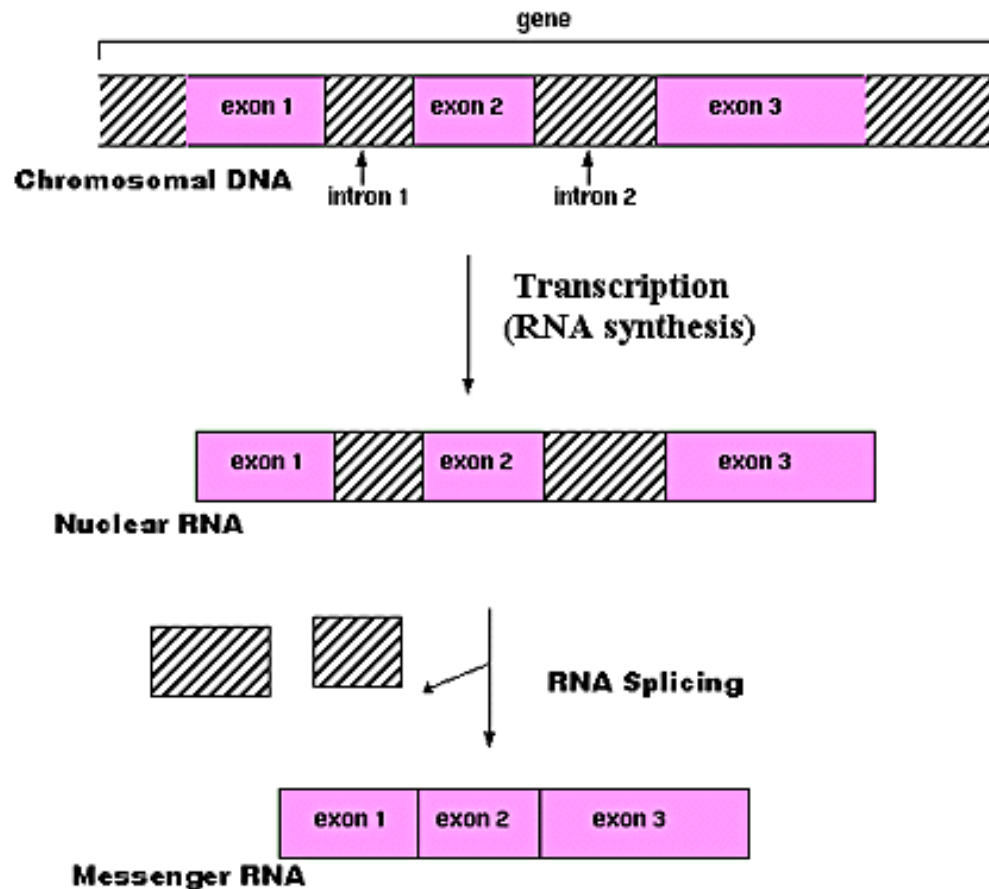 gene
exon 1
exon 2
exon 3
Chromosomal DNA
intron 1
intron 2
Transcription
(RNA synthesis)
exon 1
exon 2
exon 3
Nuclear RNA
RNA Splicing
exon 1
exon 2
exon 3
Messenger RNA